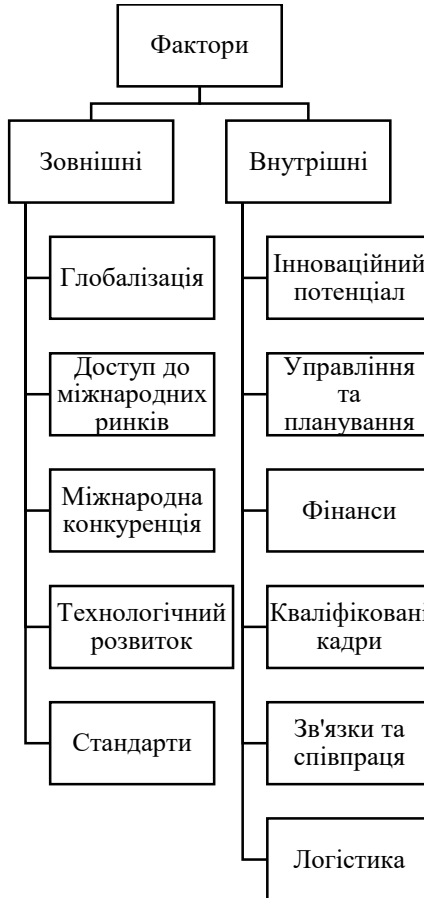 Фактори
Зовнішні
Глобалізація
Доступ до
міжнародних
ринків
Міжнародна
конкуренція
Технологічний
розвиток
Стандарти
Внутрішні
Інноваційний
потенціал
Управління
та
планування
Фінанси
Кваліфіковані
кадри
Зв'язки та
співпраця
Логістика